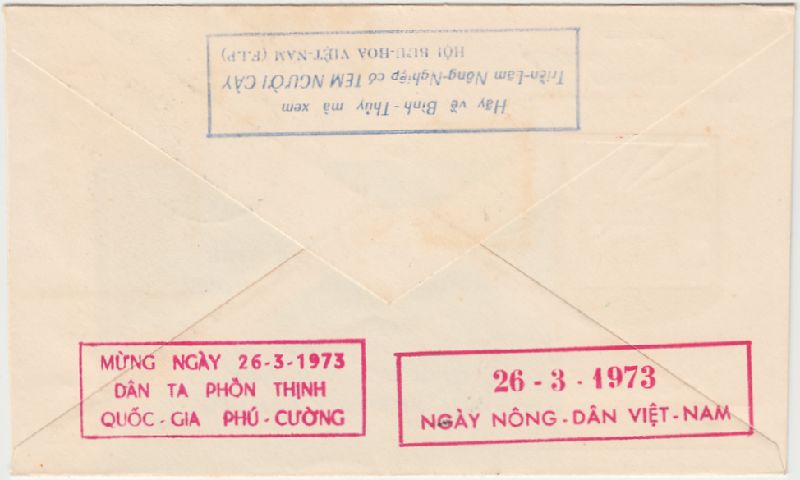 Hãy về Bình-Thủy mà xem
Triển-Lam Nông-Nghiệp có TEM NGƯỜI CÀY
HỘI BƯU-HOA VIỆT-NAM (F.I.P)
MỪNG NGÀY 26-3-1973
DÂN TA PHỒN THỊNH
QUỐC-GIA PHÚ-CƯỜNG
26-3-1973
NGÀY NÔNG-DÂN VIỆT-NAM